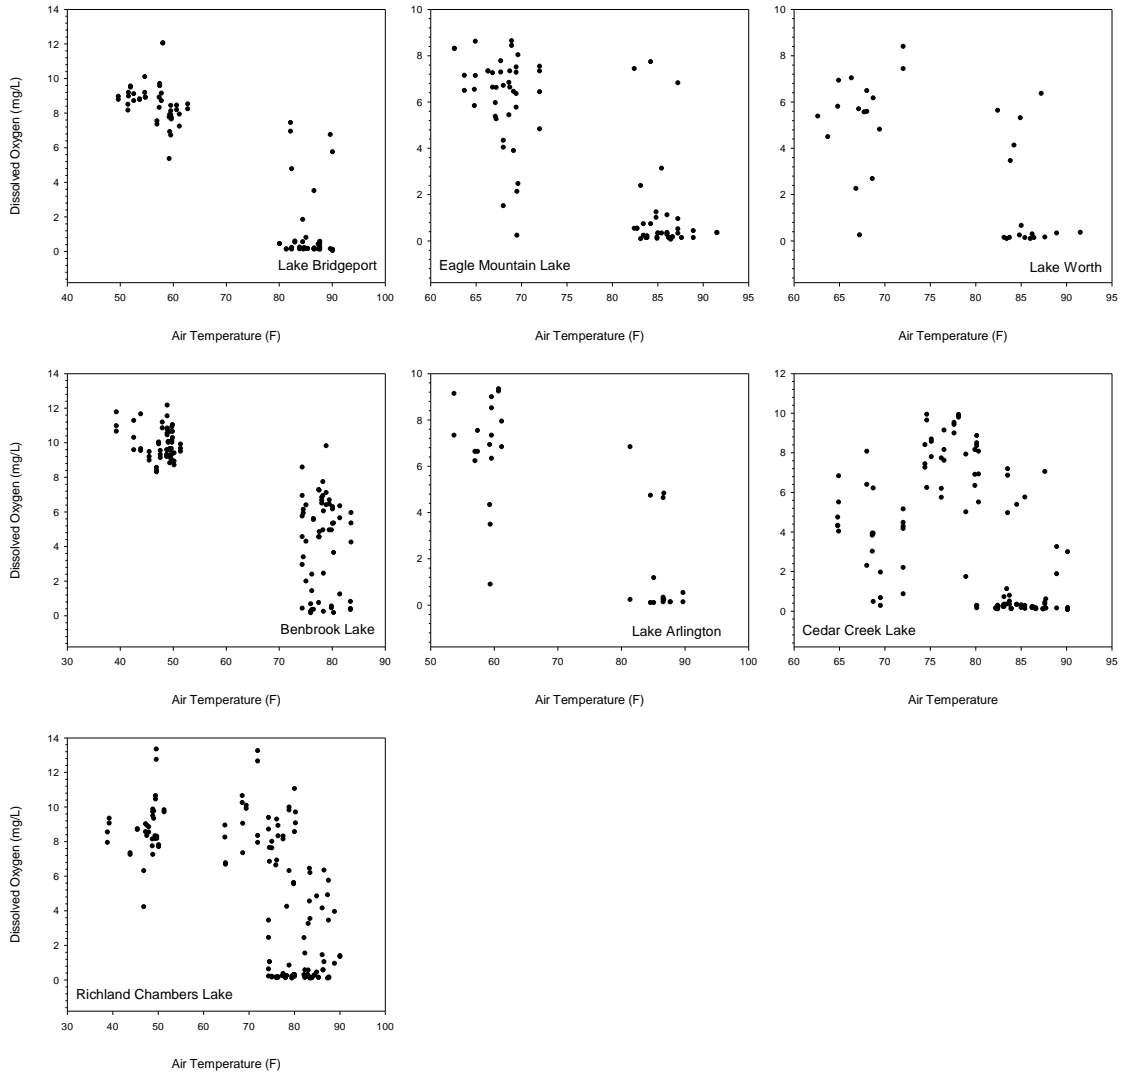 14 12 10 8 6 4 2 0
Dissolved Oxygen (mg/L)
Lake Bridgeport
40 50 60 70 80 90 100
Air Temperature (F)
10 8 6 4 2 0
Eagle Mountain Lake
60 65 70 75 80 85 90 95
Air Temperature (F)
10 8 6 4 2 0
Lake Worth
60 65 70 75 80 85 90 95
Air Temperature (F)
14 12 10 8 6 4 2 0
Dissolved Oxygen (mg/L)
Benbrook Lake
30 40 50 60 70 80 90
Air Temperature (F)
10 8 6 4 2 0
Lake Arlington
50 60 70 80 90 100
Air Temperature (F)
12 10 8 6 4 2 0
Cedar Creek Lake
60 65 70 75 80 85 90 95
Air Temperature
14 12 10 8 6 4 2 0
Dissolved Oxygen (mg/L)
Richland Chambers Lake
30 40 50 60 70 80 90 100
Air Temperature (F)